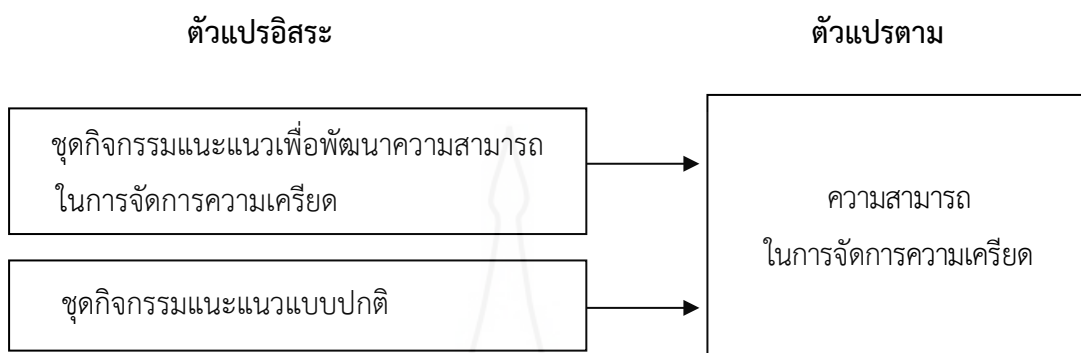 ตัวแปรอิสระ
ตัวแปรตาม
ชุดกิจกรรมแนะแนวเพื่อพัฒนาความสามารถ
ในการจัดการความเครียด
ชุดกิจกรรมแนะแนวแบบปกติ
ความสามารถ
ในการจัดการความเครียด